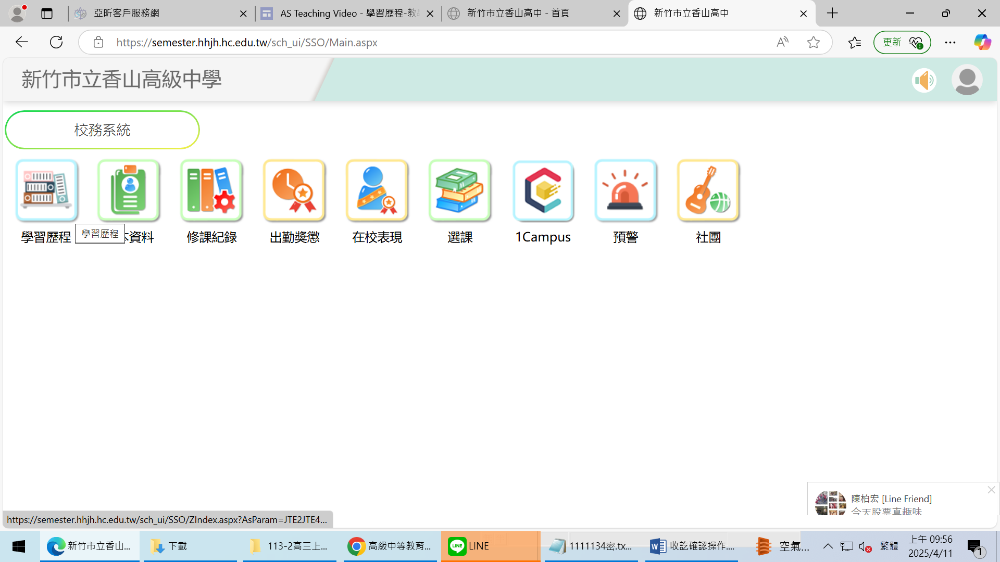 亞昕客戶服務網
AS Teaching Video - 學習歷程-教
新竹市立香山高中 - 首頁
新竹市立香山高中
https://semester.hhjh.hc.edu.tw/sch_ui/SSO/Main.aspx
更新
新竹市立香山高級中學
校務系統
學習歷程
學習歷程
本資料
修課紀錄
出勤獎懲
在校表現
選課
1Campus
預警
社團
陳柏宏 [Line Friend]
今天股票真趣味
https://semester.hhjh.hc.edu.tw/sch_ui/SSO/ZIndex.aspx?AsParam=JTE2JTE4...
新竹市立香山...
下載
113-2高三上...
高級中等教育...
LINE
1111134密.tx...
收訖確認操作....
空氣...
繁體
上午 09:56
2025/4/11
1